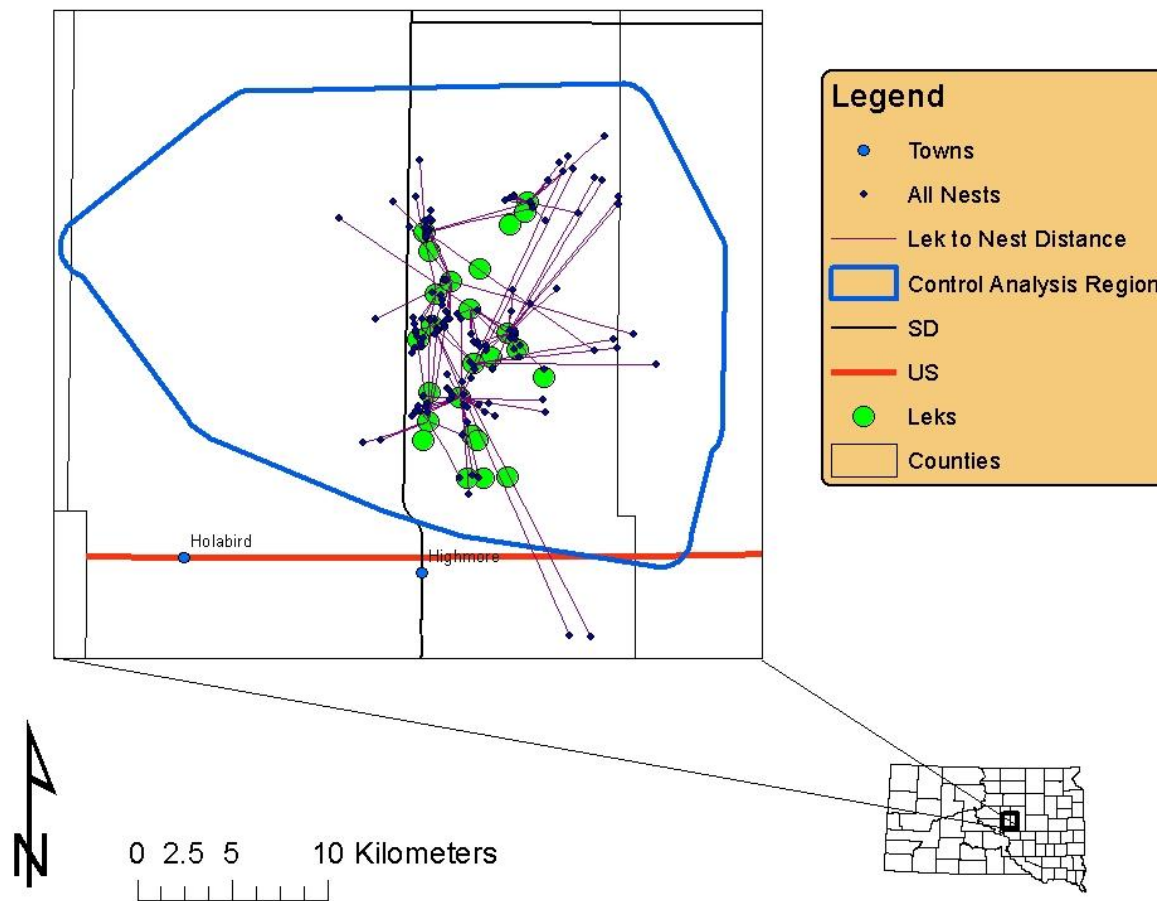 Legend
Towns
All Nests
Lek to Nest Distance
Control Analysis Region
SD
US
Leks
Counties
Holabird
Highmore
N
0 2.5 5 10 Kilometers